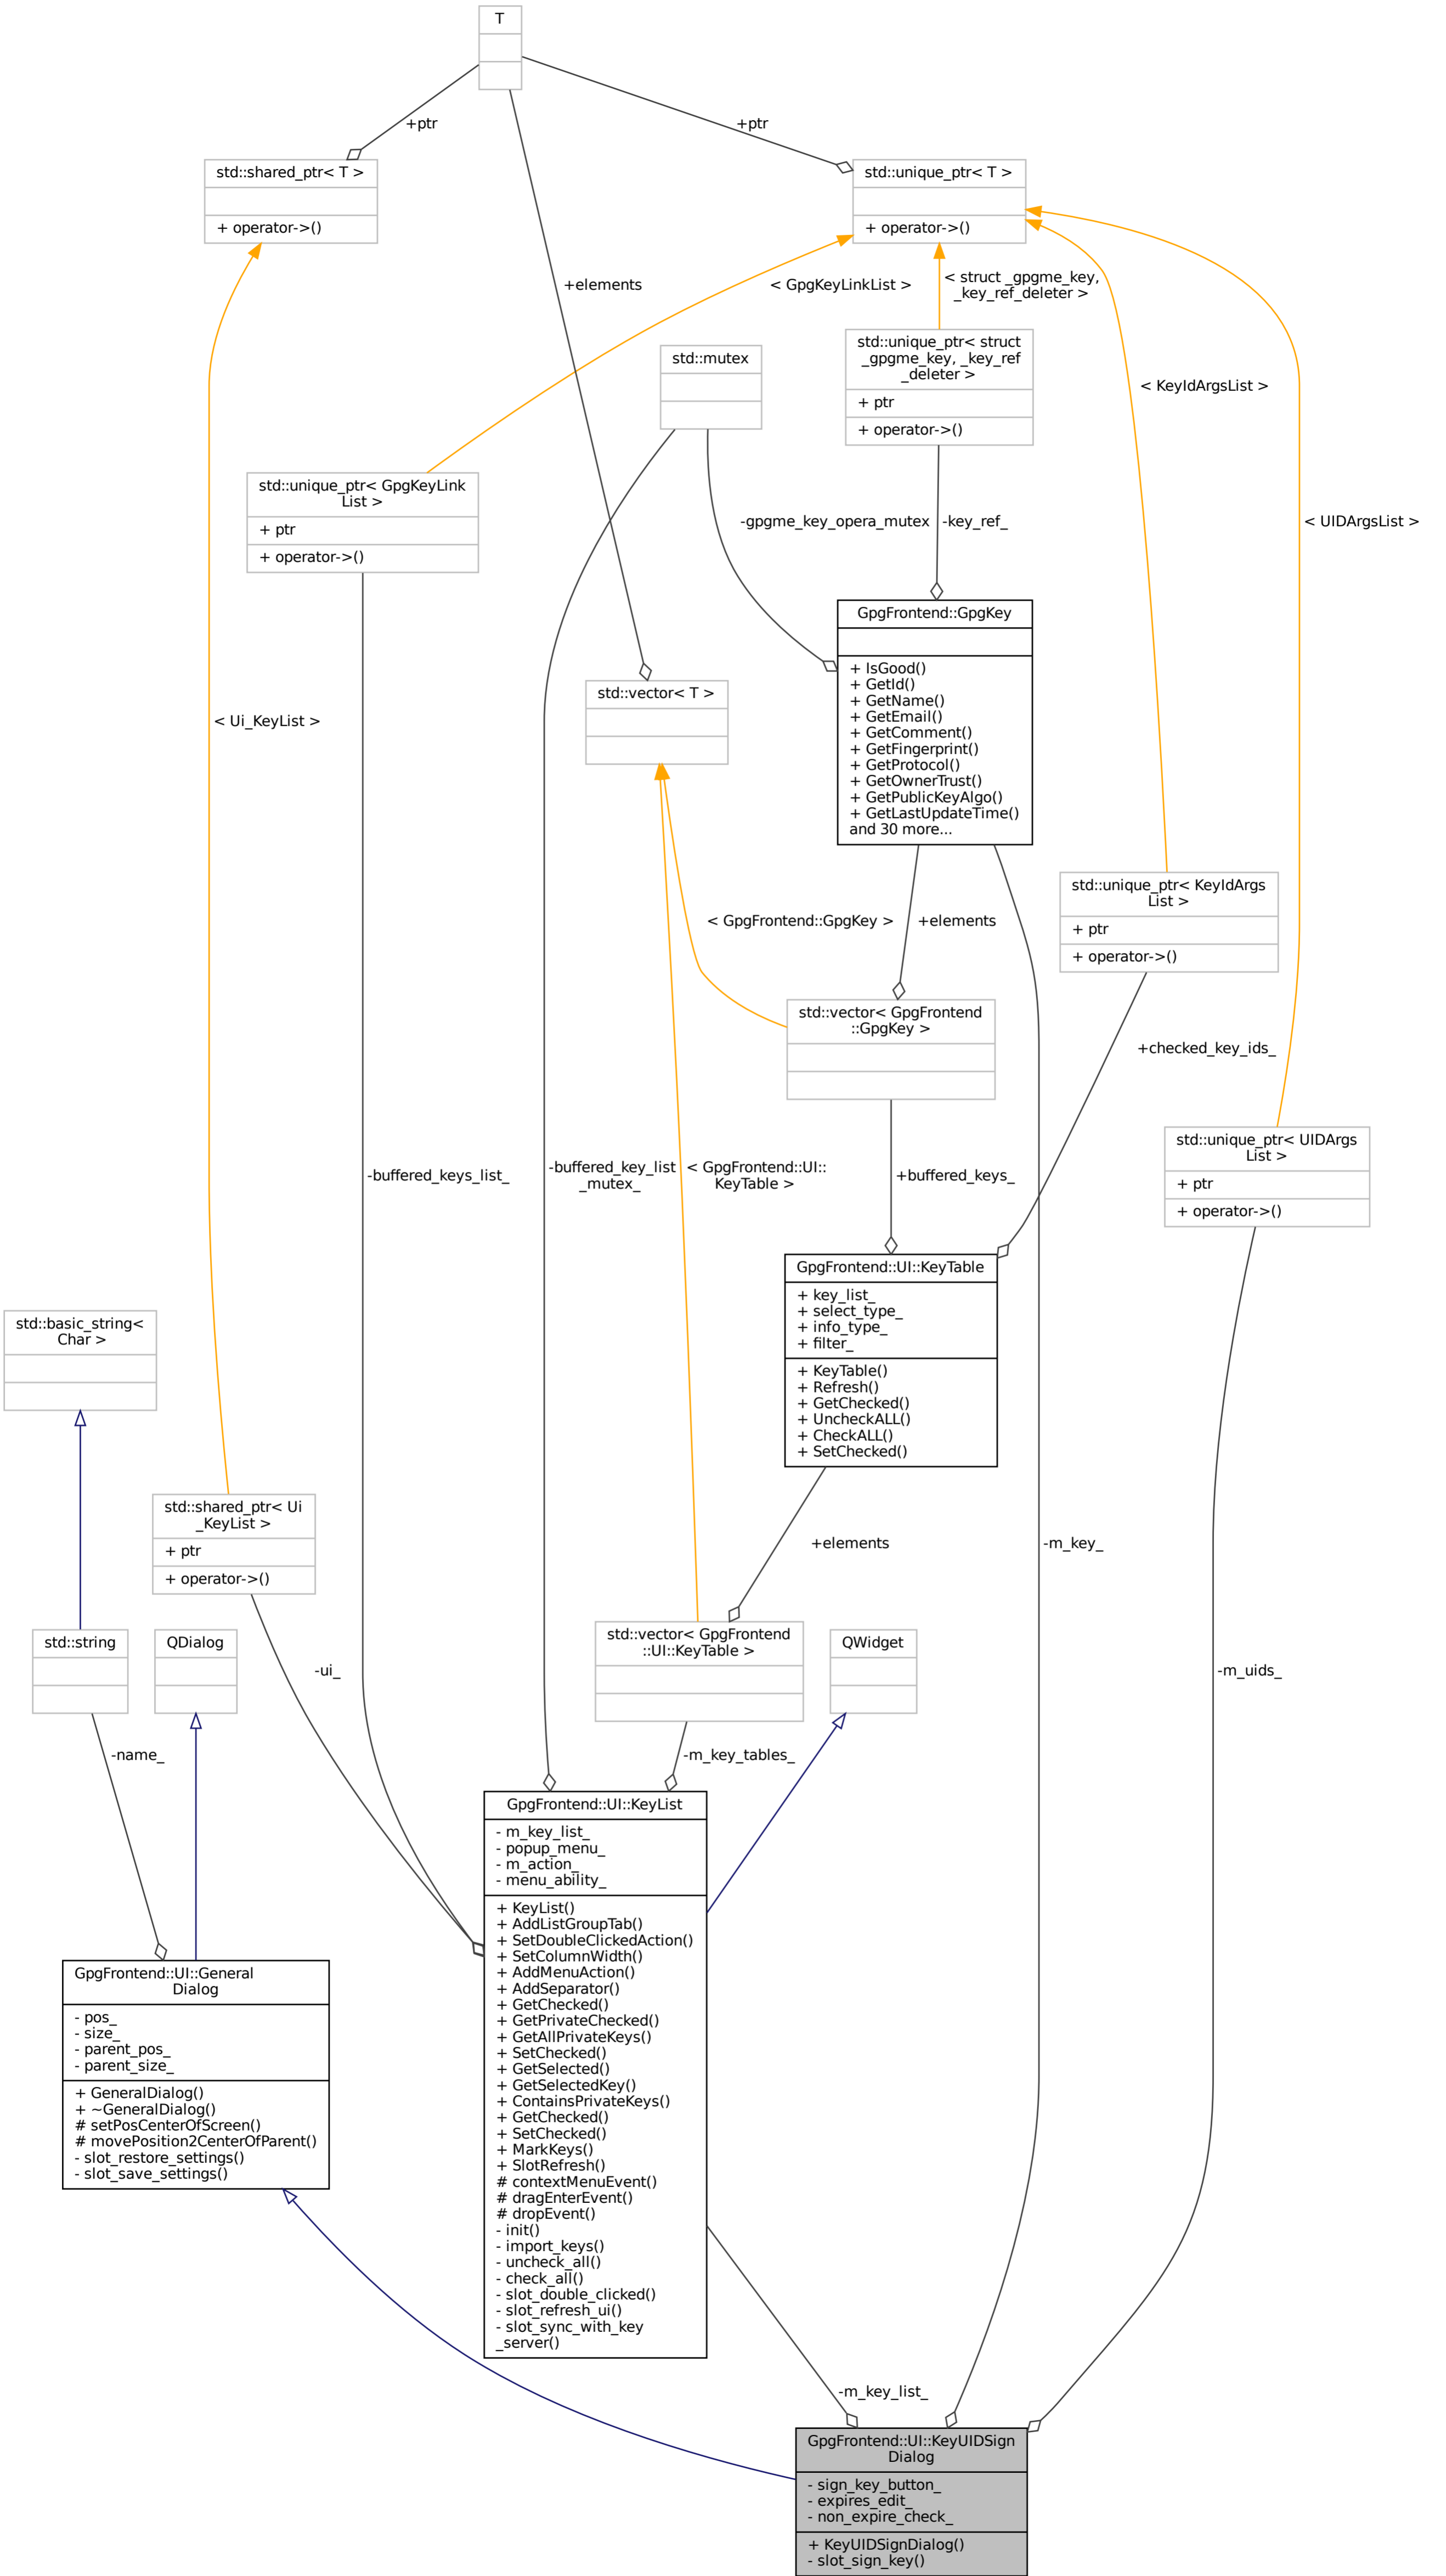 T
+ptr
+ptr
std::shared_ptr< T >
+ operator->()
std::unique_ptr< T >
+ operator->()
+elements
< GpgKeyLinkList >
< struct _gpgme_key,
_key_ref_deleter >
std::mutex
std::unique_ptr< struct
_gpgme_key, _key_ref
_deleter >
+ ptr
+ operator->()
< KeyIdArgsList >
std::unique_ptr< GpgKeyLink
List >
+ ptr
+ operator->()
-gpgme_key_opera_mutex
-key_ref_
< UIDArgsList >
GpgFrontend::GpgKey
+ IsGood()
+ GetId()
+ GetName()
+ GetEmail()
+ GetComment()
+ GetFingerprint()
+ GetProtocol()
+ GetOwnerTrust()
+ GetPublicKeyAlgo()
+ GetLastUpdateTime()
and 30 more...
std::vector< T >
< Ui_KeyList >
std::unique_ptr< KeyIdArgs
List >
+ ptr
+ operator->()
< GpgFrontend::GpgKey >
+elements
std::vector< GpgFrontend
::GpgKey >
+checked_key_ids_
std::unique_ptr< UIDArgs
List >
+ ptr
+ operator->()
-buffered_keys_list_
-buffered_key_list
_mutex_
< GpgFrontend::UI::
KeyTable >
+buffered_keys_
GpgFrontend::UI::KeyTable
+ key_list_
+ select_type_
+ info_type_
+ filter_
+ KeyTable()
+ Refresh()
+ GetChecked()
+ UncheckALL()
+ CheckALL()
+ SetChecked()
std::basic_string<
Char >
std::shared_ptr< Ui
_KeyList >
+ ptr
+ operator->()
+elements
-m_key_
std::string
QDialog
-ui_
std::vector< GpgFrontend
::UI::KeyTable >
QWidget
-m_uids_
-name_
-m_key_tables_
GpgFrontend::UI::KeyList
- m_key_list_
- popup_menu_
- m_action_
- menu_ability_
+ KeyList()
+ AddListGroupTab()
+ SetDoubleClickedAction()
+ SetColumnWidth()
+ AddMenuAction()
+ AddSeparator()
+ GetChecked()
+ GetPrivateChecked()
+ GetAllPrivateKeys()
+ SetChecked()
+ GetSelected()
+ GetSelectedKey()
+ ContainsPrivateKeys()
+ GetChecked()
+ SetChecked()
+ MarkKeys()
+ SlotRefresh()
# contextMenuEvent()
# dragEnterEvent()
# dropEvent()
- init()
- import_keys()
- uncheck_all()
- check_all()
- slot_double_clicked()
- slot_refresh_ui()
- slot_sync_with_key
_server()
GpgFrontend::UI::General
Dialog
- pos_
- size_
- parent_pos_
- parent_size_
+ GeneralDialog()
+ ~GeneralDialog()
# setPosCenterOfScreen()
# movePosition2CenterOfParent()
- slot_restore_settings()
- slot_save_settings()
-m_key_list_
GpgFrontend::UI::KeyUIDSign
Dialog
- sign_key_button_
- expires_edit_
- non_expire_check_
+ KeyUIDSignDialog()
- slot_sign_key()